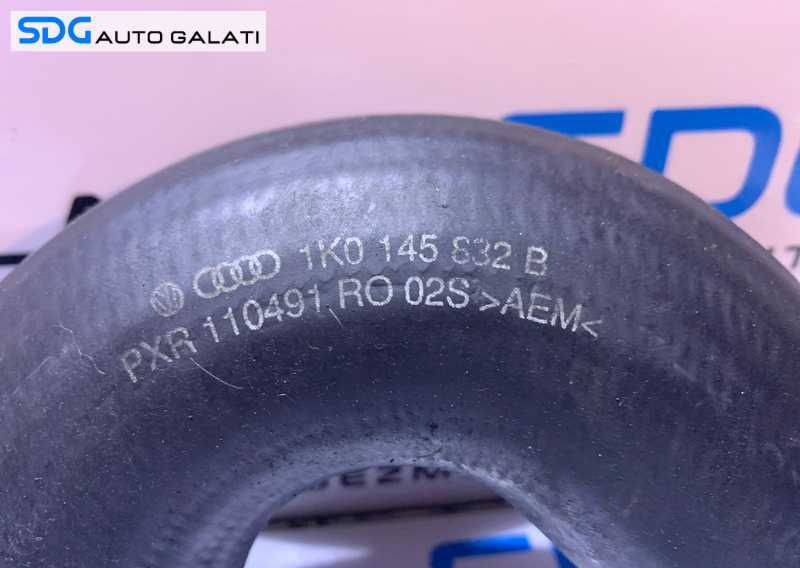 SDG AUTO GALATI
1K0 145 832 B
PXR 110491 RO 02S >AEM<